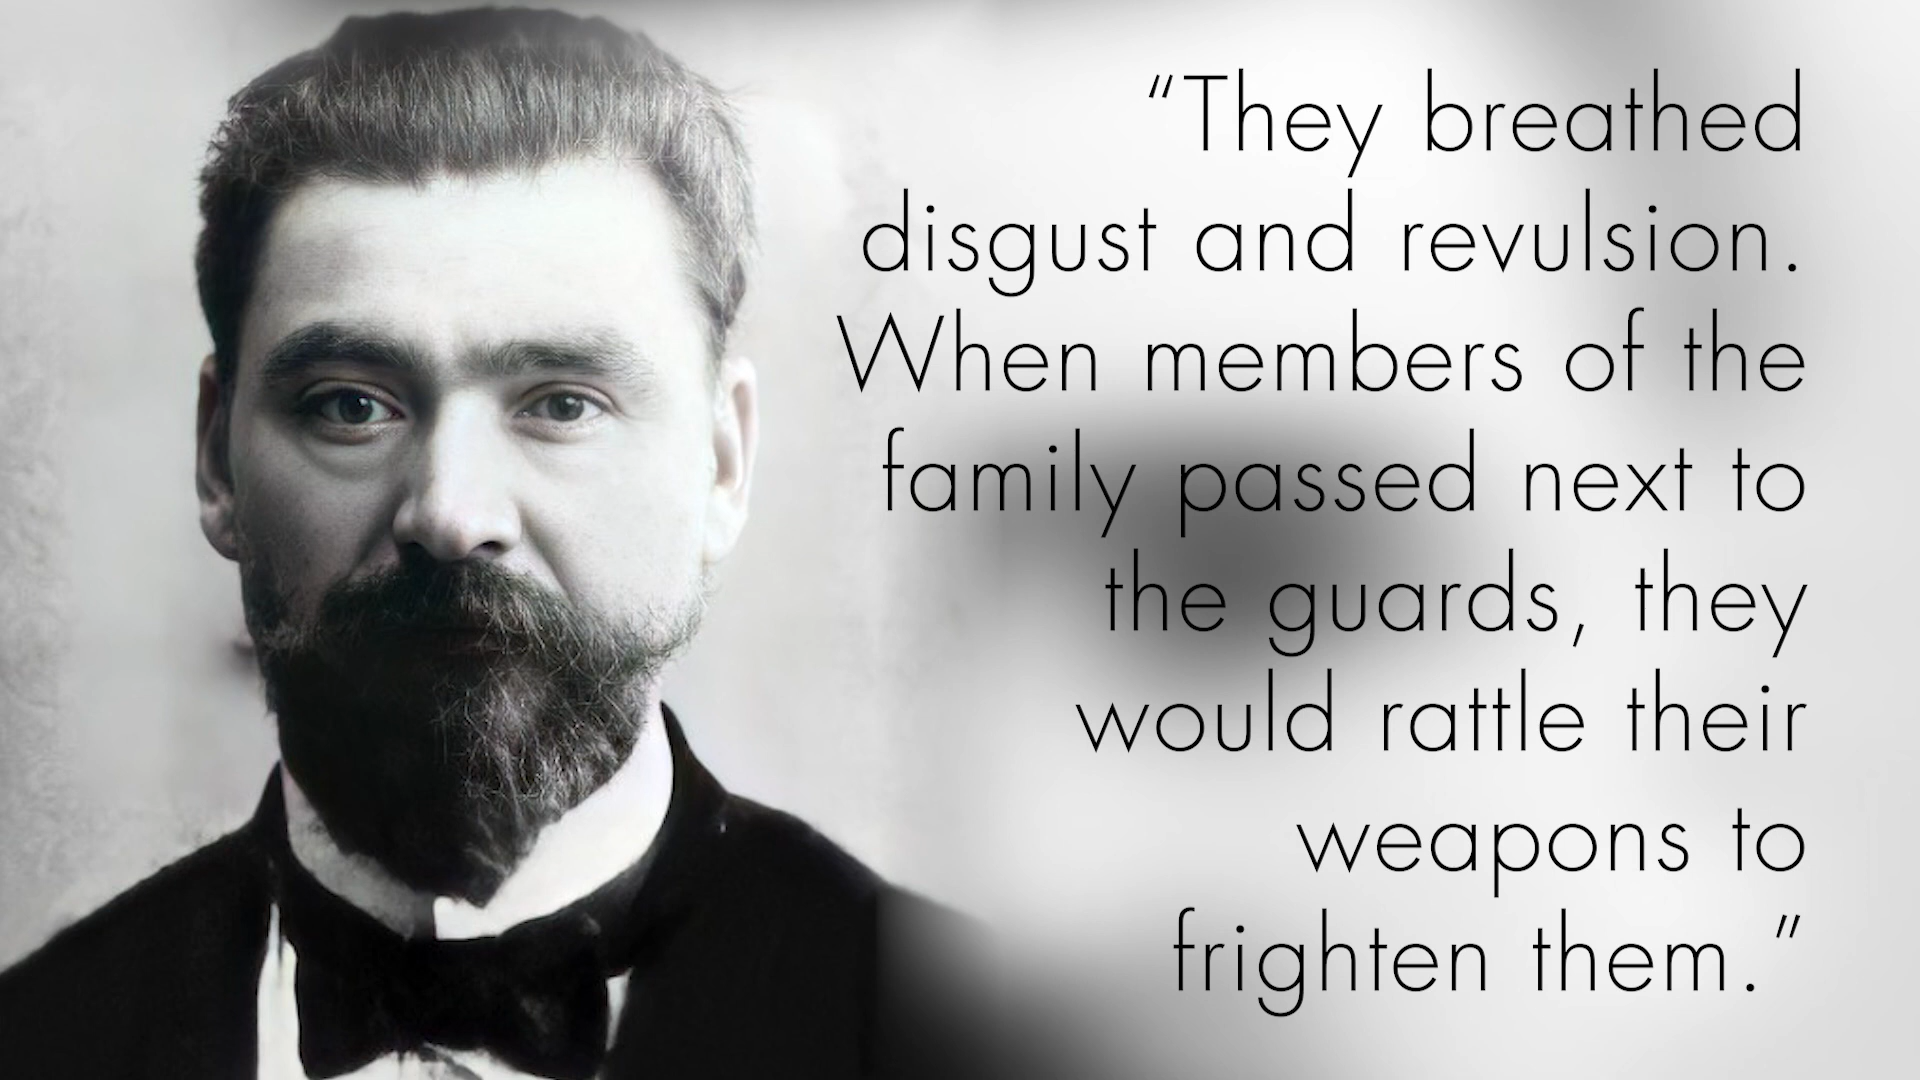 “They breathed
disgust and revulsion.
When members of the
family passed next to
the guards, they
would rattle their
weapons to
frighten them.”